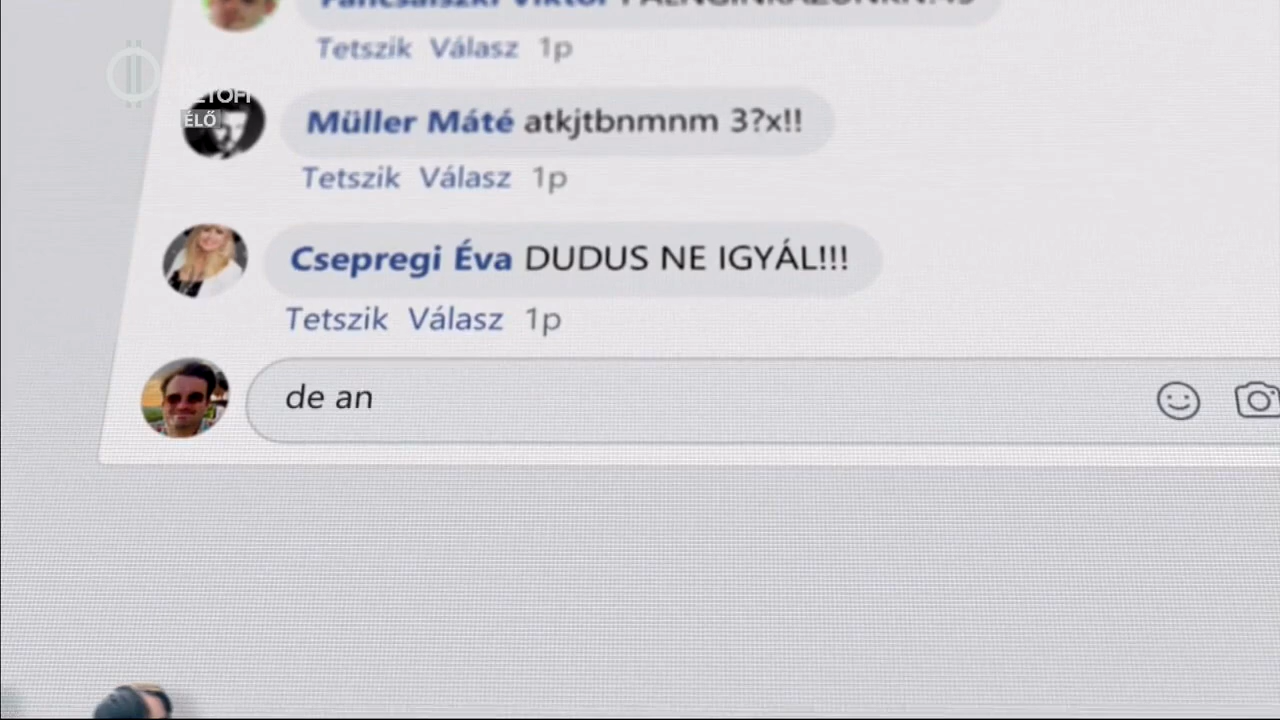 Tetszik Válasz 1p
ÉLŐ
Müller Máté atkjtbnmnm 3?x!!
Tetszik Válasz 1p
Csepregi Éva DUDUS NE IGYÁL!!!
Tetszik Válasz 1p
de an